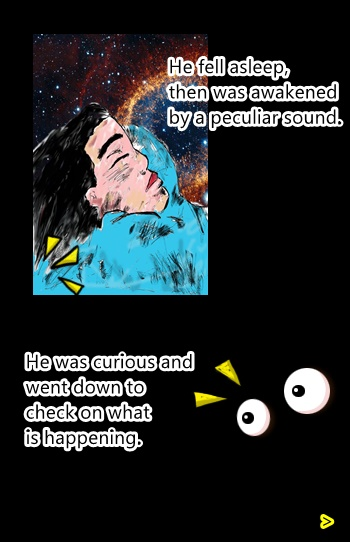 He fell asleep,
then was awakened
by a peculiar sound.
He was curious and
went down to
check on what
is happening.